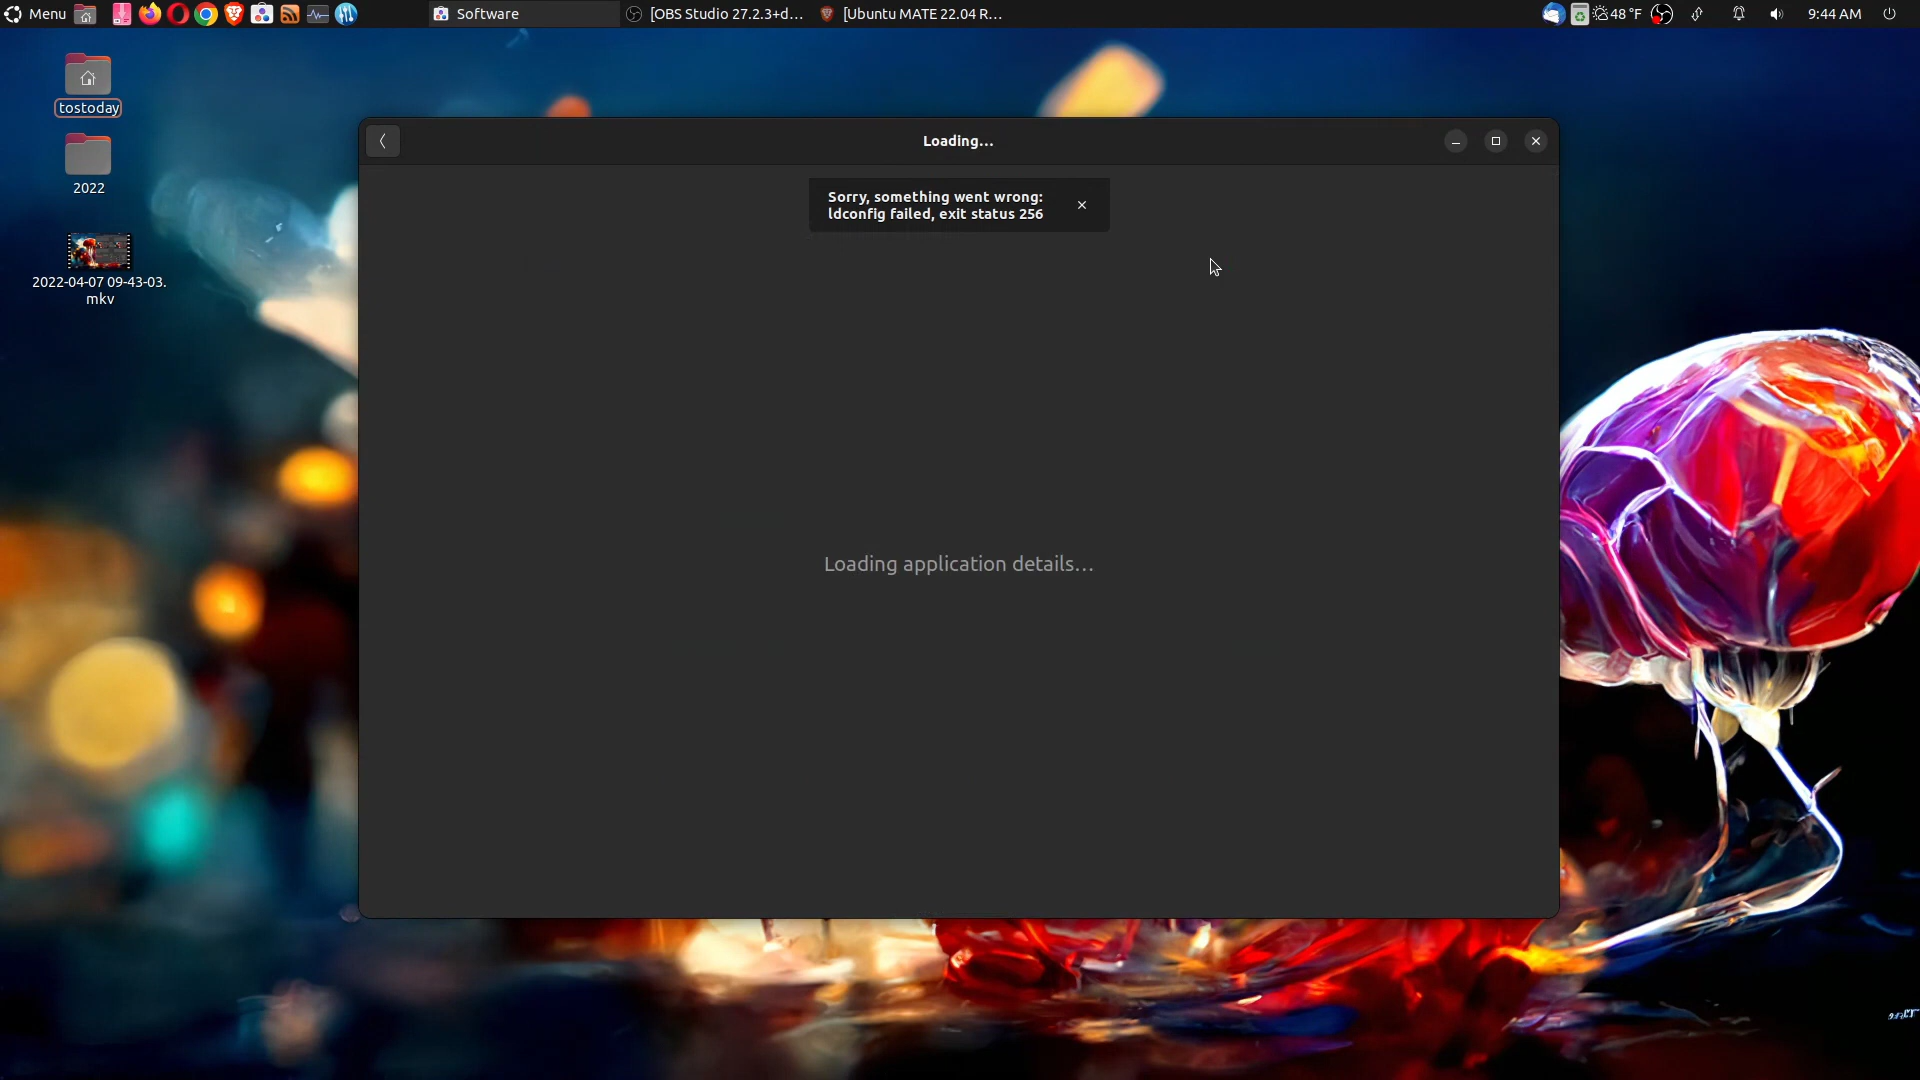 Menu
Software
[OBS Studio 27.2.3+d...
[Ubuntu MATE 22.04 R...
48 °F
9:44 AM
tostoday
2022
2022-04-07 09-43-03.
mkv
Loading...
Sorry, something went wrong:
ldconfig failed, exit status 256
Loading application details...